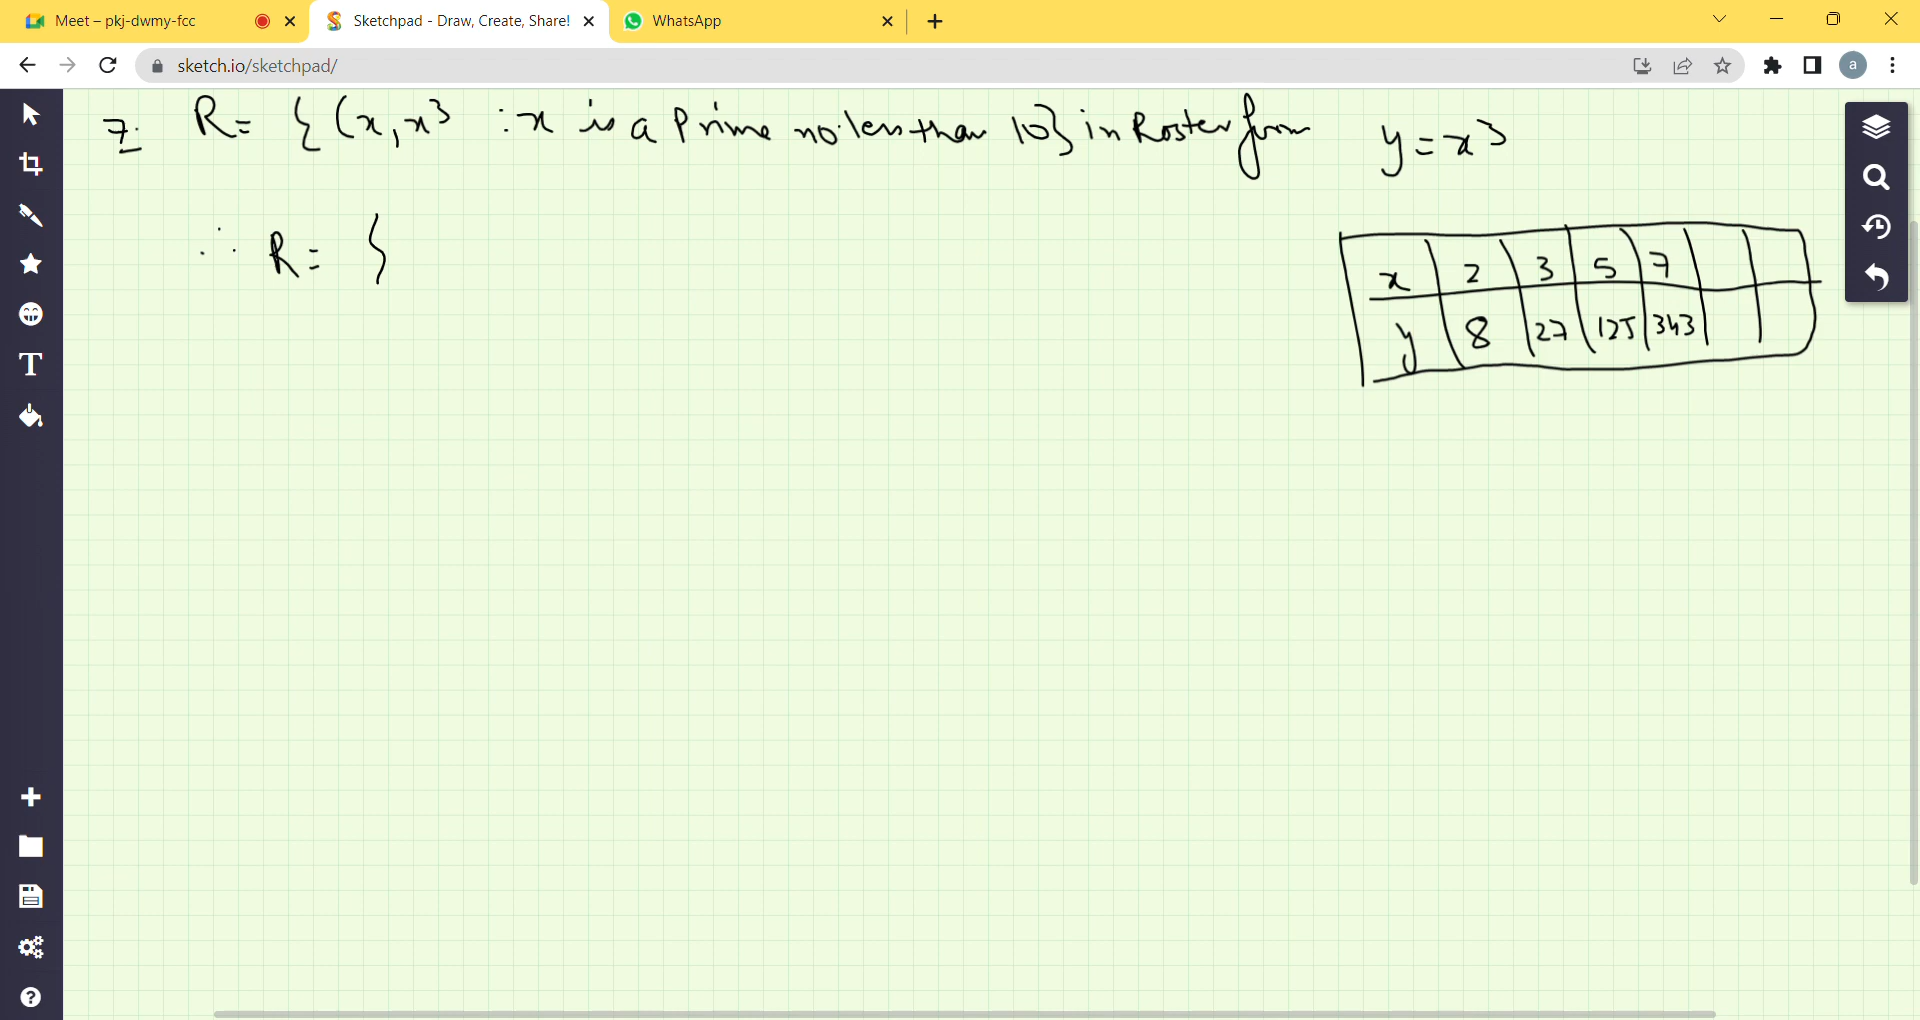 Meet – pkj-dwmy-fcc
Sketchpad - Draw, Create, Share!
WhatsApp
sketch.io/sketchpad/
a
7. R = { (x, x³ : x is a Prime no. less than 10} in Roster form y = x³
∴ R = {
x 2 3 5 7
y 8 27 125 343
T